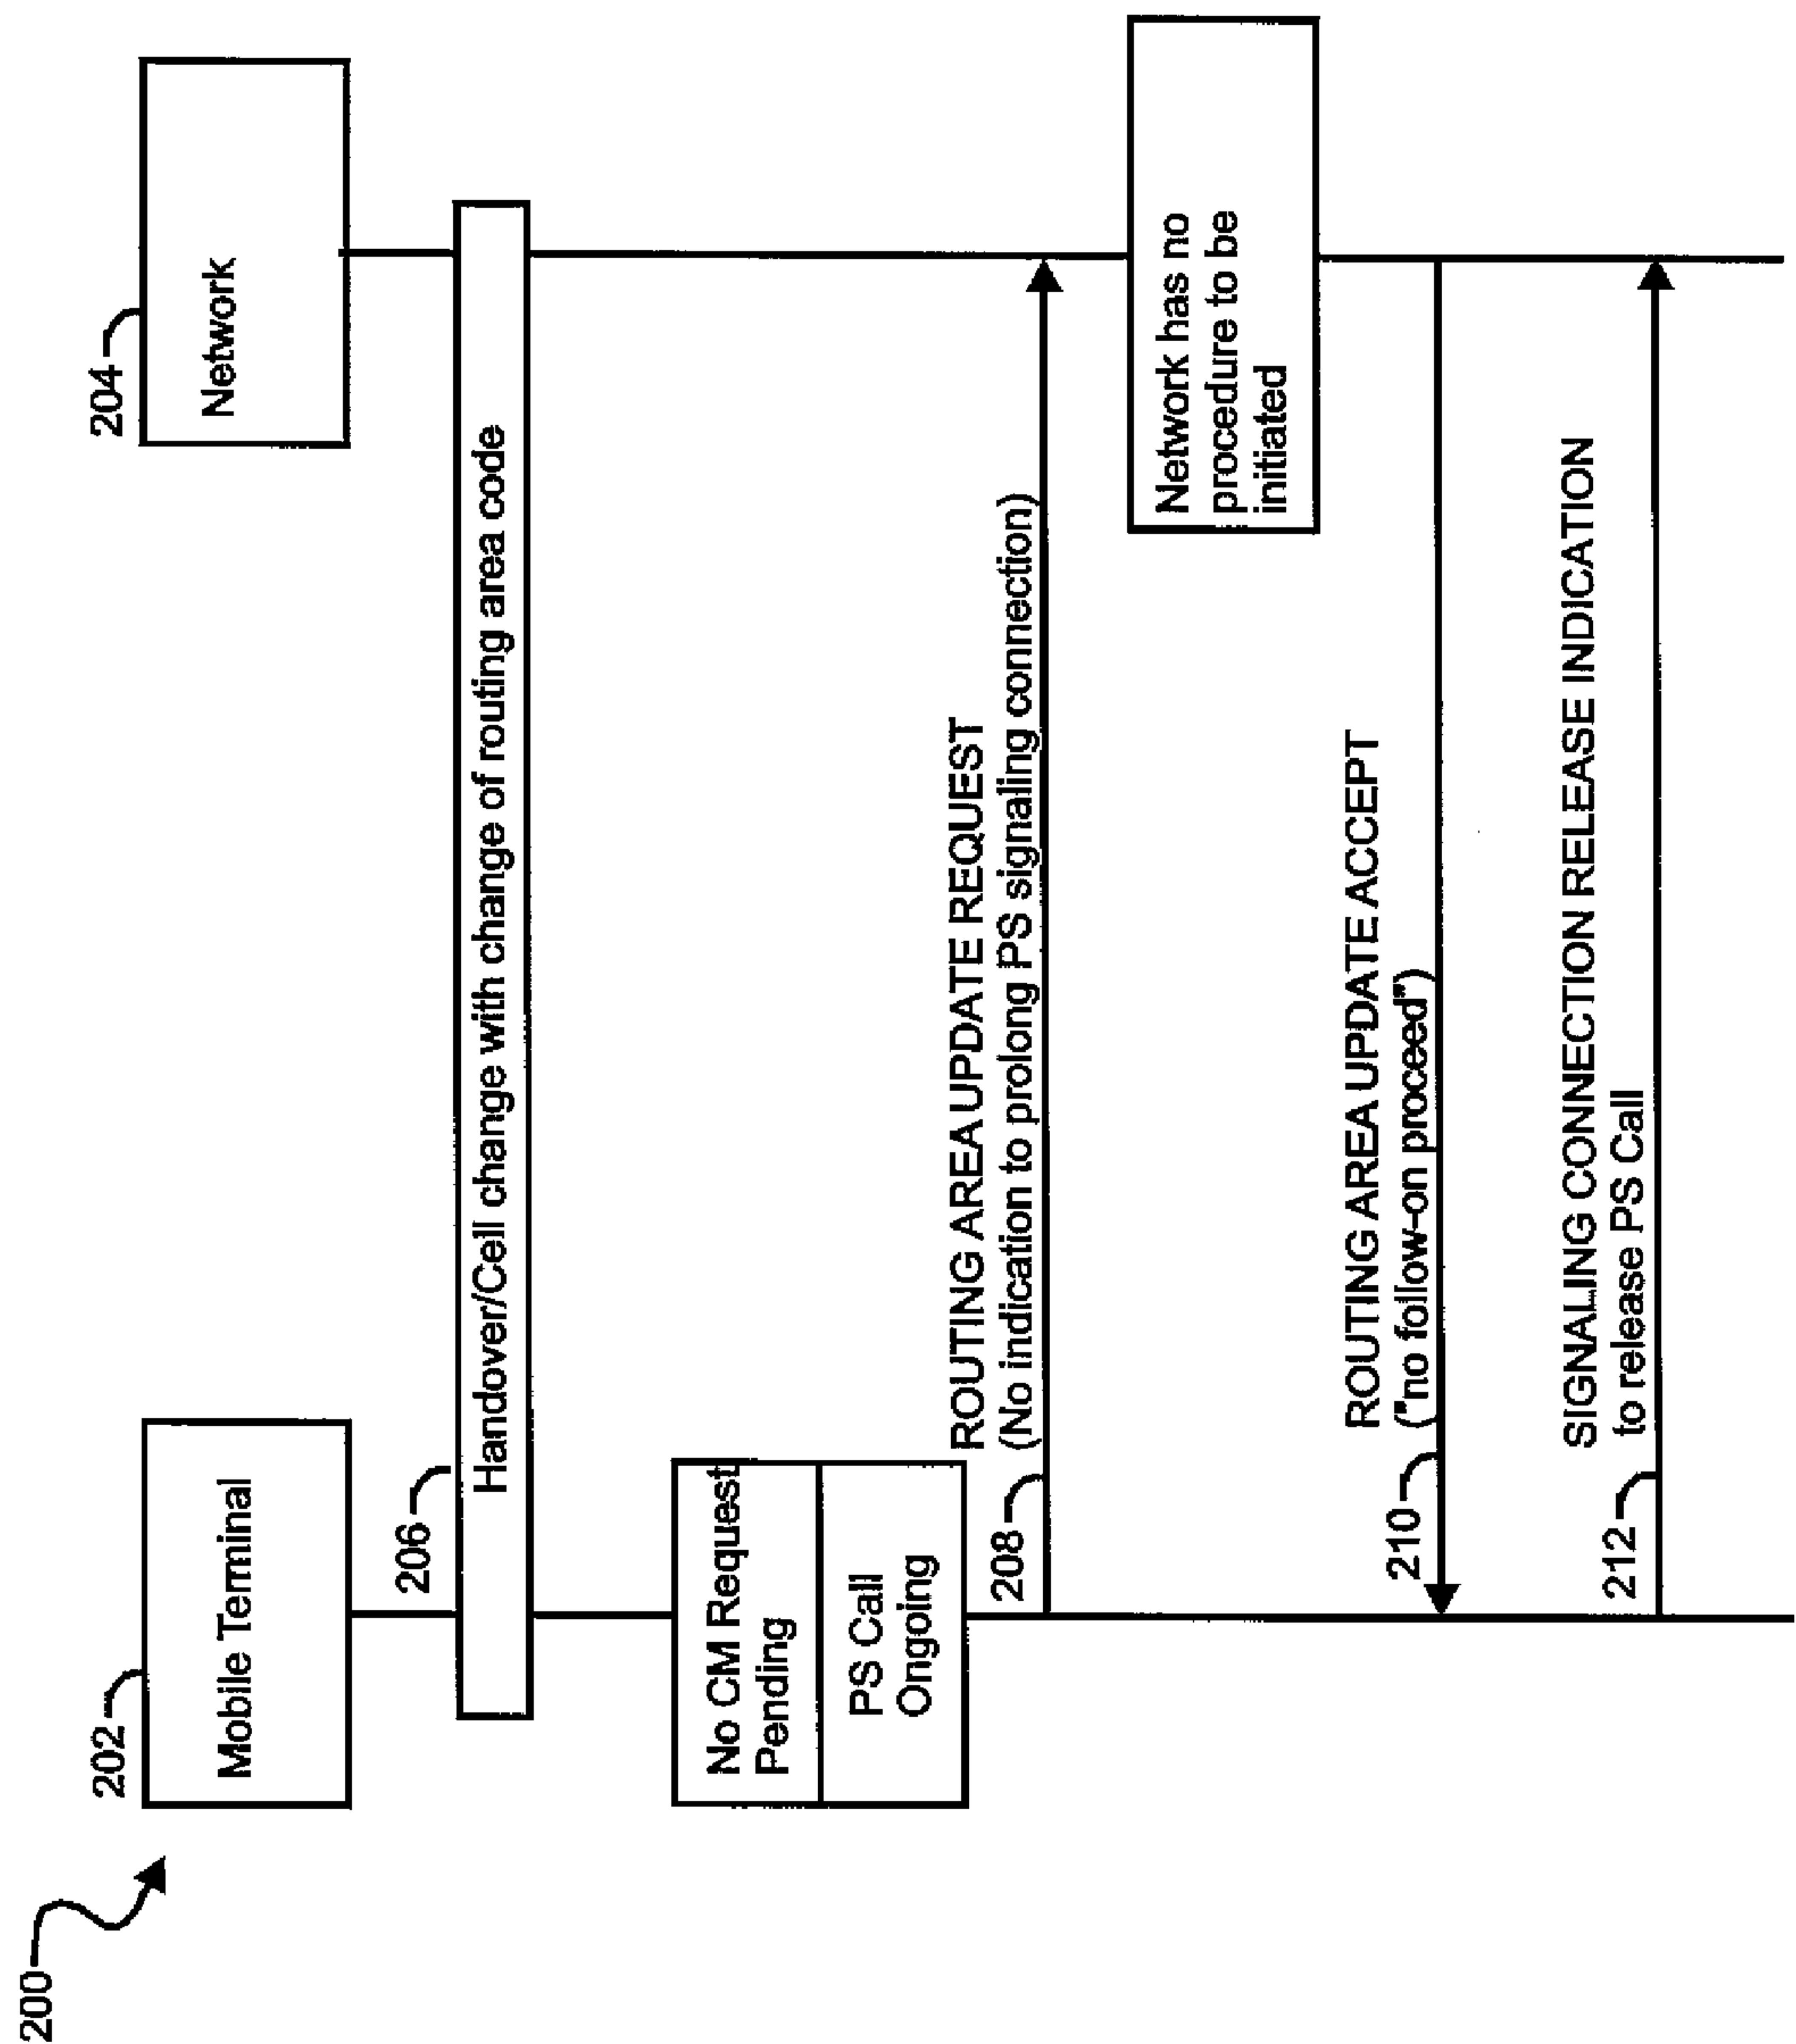 200
202
Mobile Terminal
204
Network
206
Handover/Cell change with change of routing area code
No CM Request
Pending
PS Call
Ongoing
208
ROUTING AREA UPDATE REQUEST
(No indication to prolong PS signaling connection)
Network has no
procedure to be
initiated
210
ROUTING AREA UPDATE ACCEPT
("no follow-on proceed")
212
SIGNALING CONNECTION RELEASE INDICATION
to release PS Call